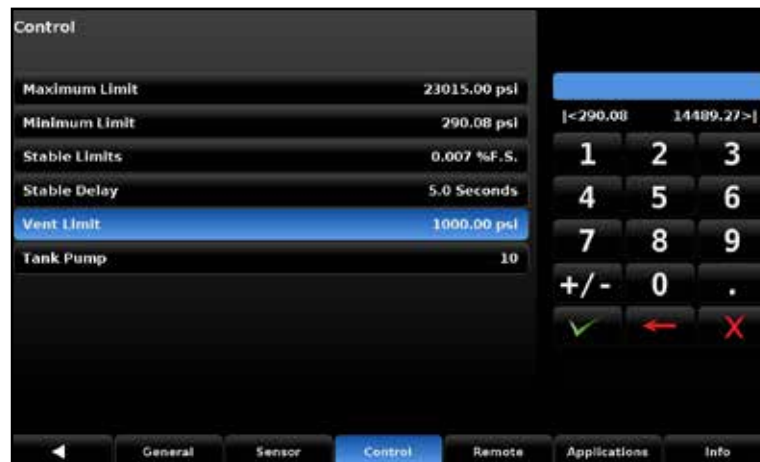 Control
Maximum Limit 23015.00 psi
Minimum Limit 290.08 psi
Stable Limits 0.007 %F.S.
Stable Delay 5.0 Seconds
Vent Limit 1000.00 psi
Tank Pump 10
|<290.08 14489.27>|
1 2 3
4 5 6
7 8 9
+/- 0 .
X
General Sensor Control Remote Applications Info